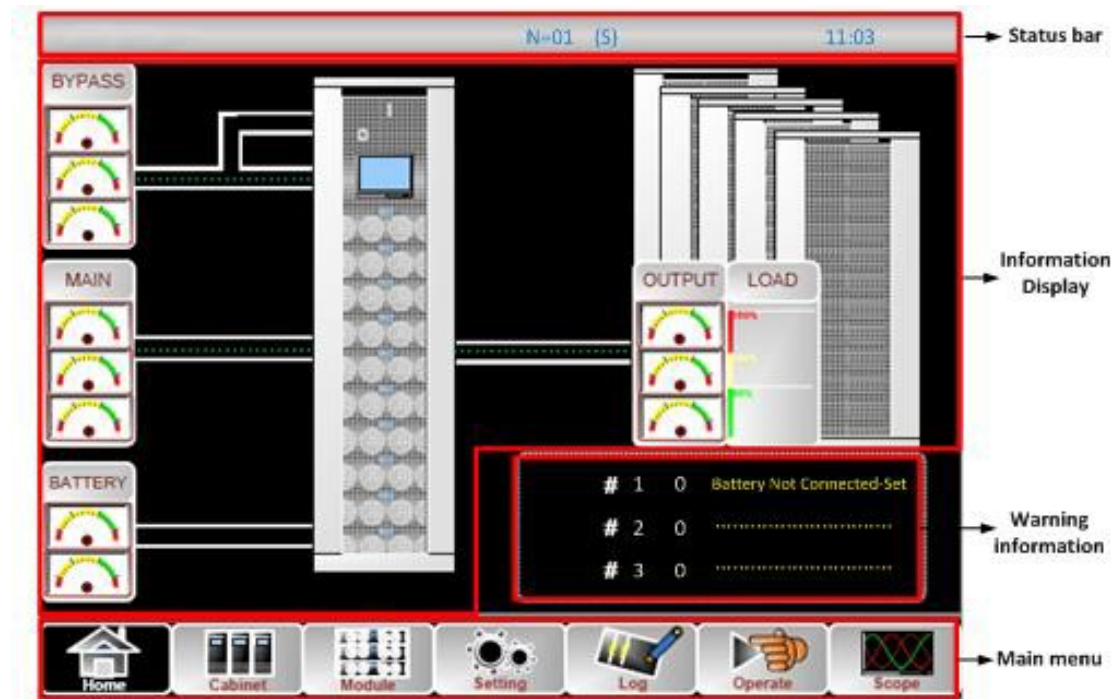 N=01 (S) 11:03
Status bar
BYPASS
MAIN
OUTPUT LOAD
Information
Display
BATTERY
# 1 0 Battery Not Connected-Set
# 2 0
# 3 0
Warning
information
Home Cabinet Module Setting Log Operate Scope
Main menu